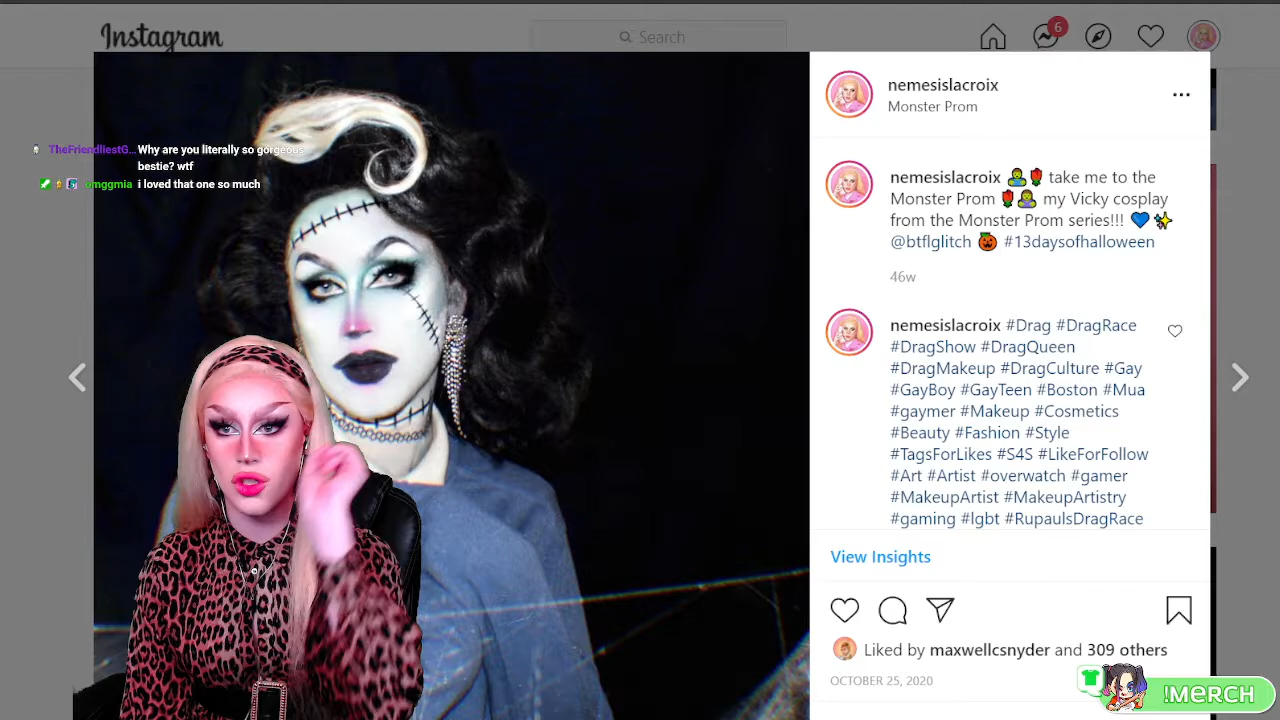 Instagram
Search
6
nemesislacroix
Monster Prom
TheFriendliestG... Why are you literally so gorgeous
bestie? wtf
omggmia i loved that one so much
nemesislacroix 🧟‍♂️🌹 take me to the
Monster Prom 🌹🧟‍♂️ my Vicky cosplay
from the Monster Prom series!!! 💙✨
@btflglitch 🎃 #13daysofhalloween
46w
nemesislacroix #Drag #DragRace
#DragShow #DragQueen
#DragMakeup #DragCulture #Gay
#GayBoy #GayTeen #Boston #Mua
#gaymer #Makeup #Cosmetics
#Beauty #Fashion #Style
#TagsForLikes #S4S #LikeForFollow
#Art #Artist #overwatch #gamer
#MakeupArtist #MakeupArtistry
#gaming #lgbt #RupaulsDragRace
View Insights
Liked by maxwellcsnyder and 309 others
OCTOBER 25, 2020
!MERCH